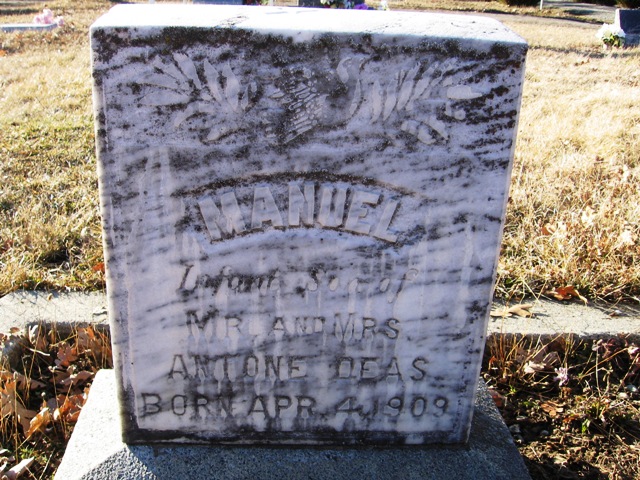 MANUEL
Infant Son of
MR. AND MRS.
ANTONE DEAS
BORN APR. 4, 1909